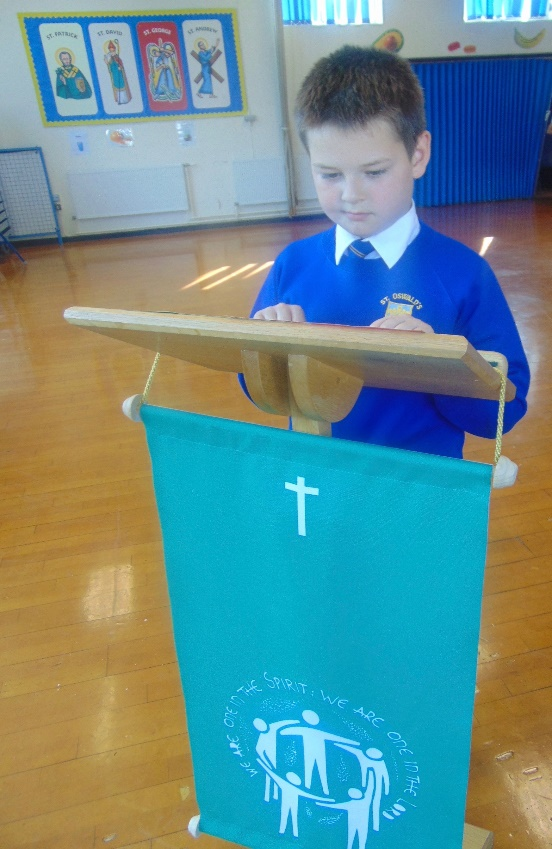 ST. PATRICK
ST. DAVID
ST. GEORGE
ST. ANDREW
ST. OSWALD'S
WE ARE ONE IN THE SPIRIT: WE ARE ONE IN THE LORD